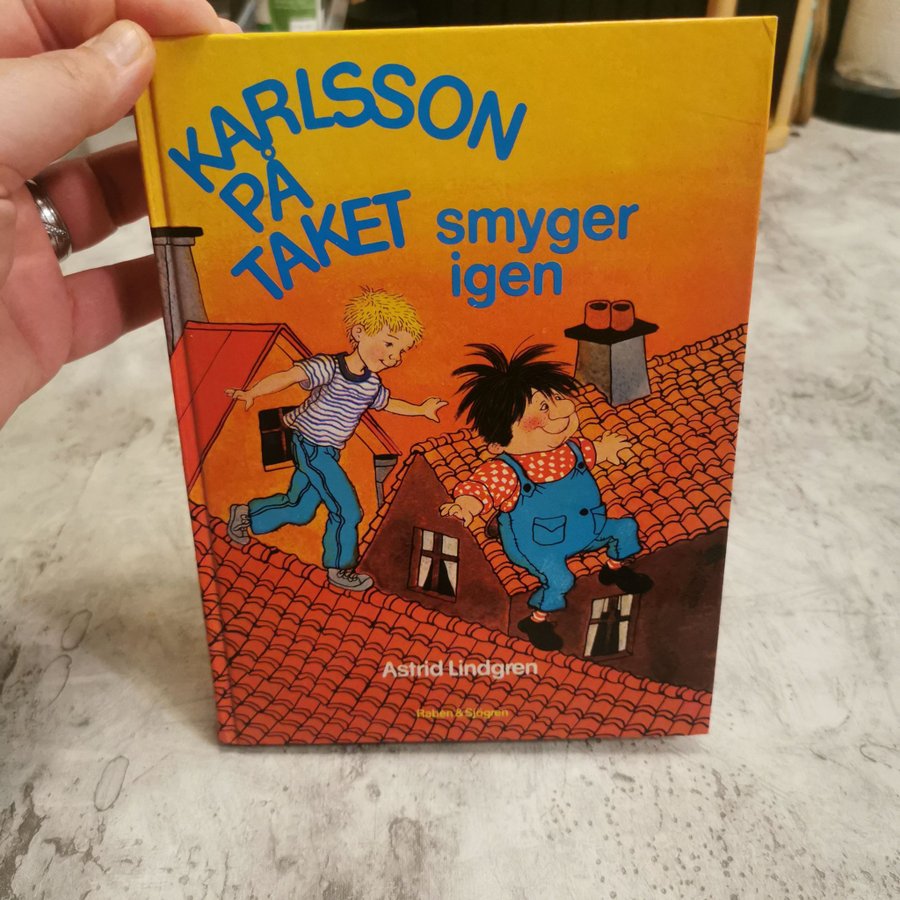 KARLSSON
PÅ
TAKET smyger
igen
Astrid Lindgren
Rabén & Sjögren